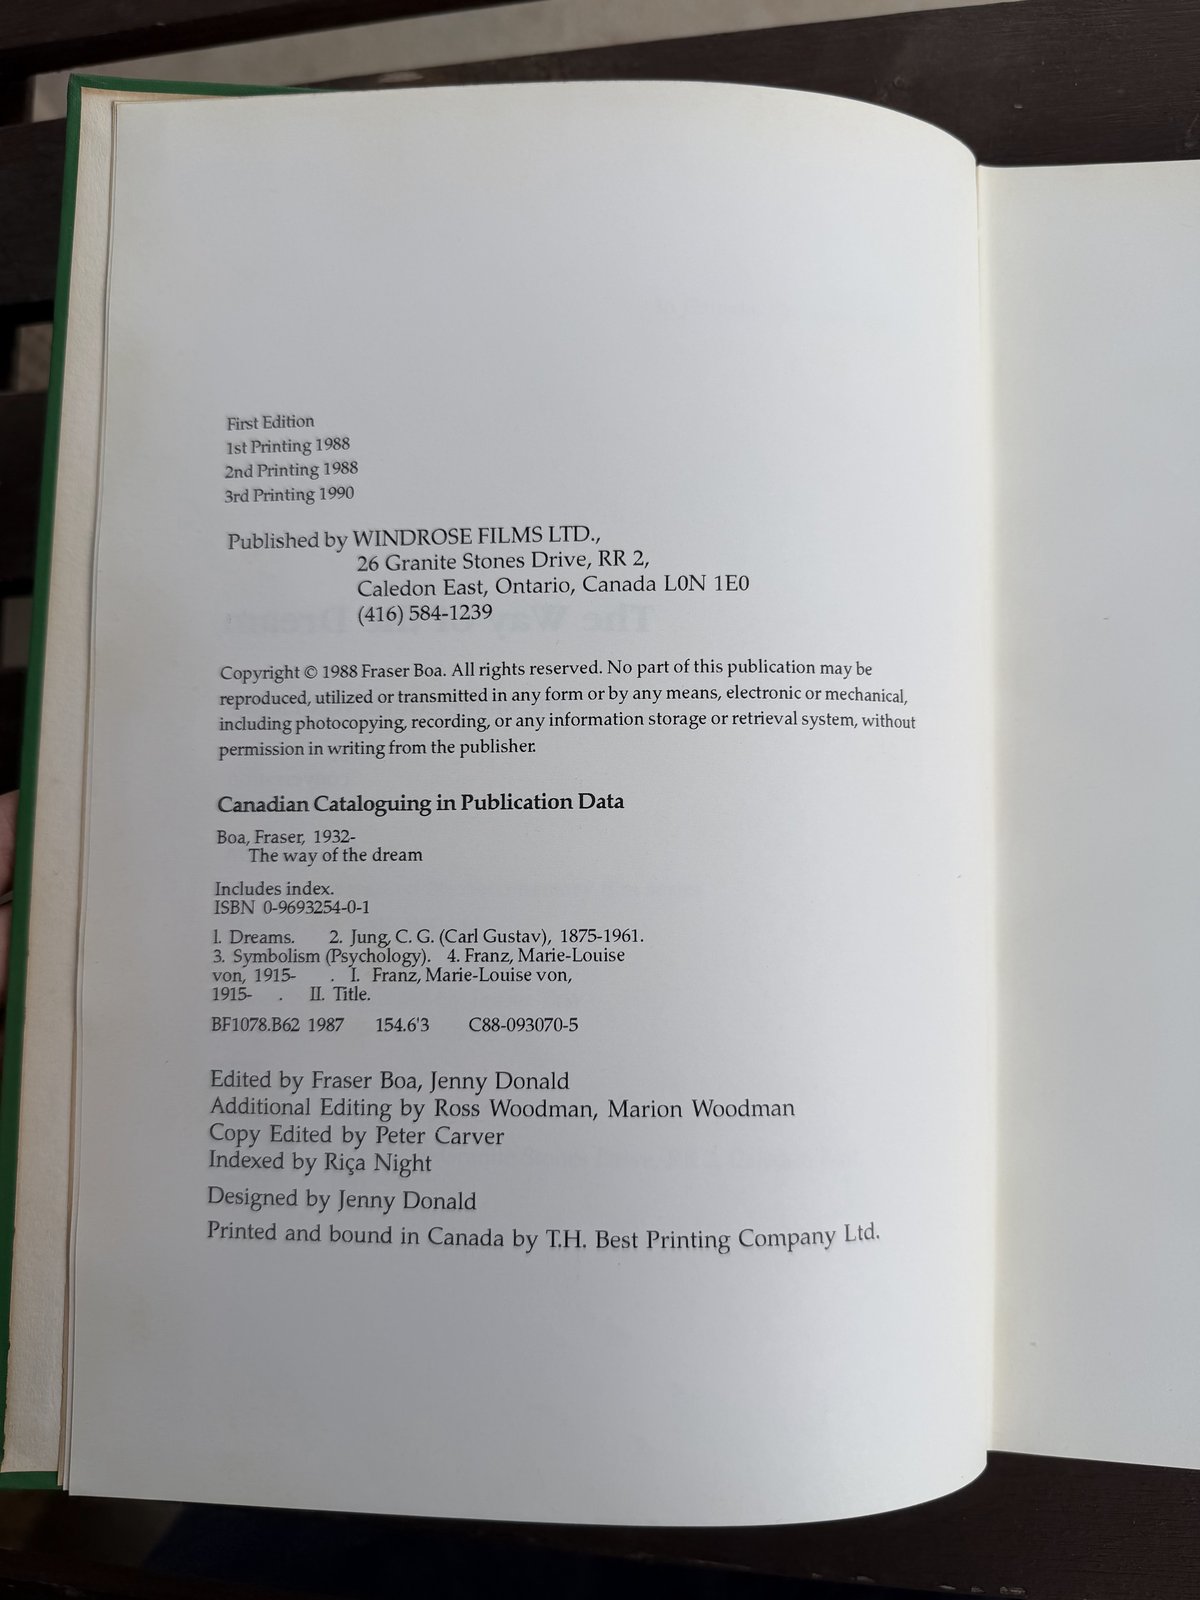 First Edition
1st Printing 1988
2nd Printing 1988
3rd Printing 1990
Published by WINDROSE FILMS LTD.,
26 Granite Stones Drive, RR 2,
Caledon East, Ontario, Canada L0N 1E0
(416) 584-1239
Copyright © 1988 Fraser Boa. All rights reserved. No part of this publication may be
reproduced, utilized or transmitted in any form or by any means, electronic or mechanical,
including photocopying, recording, or any information storage or retrieval system, without
permission in writing from the publisher.
Canadian Cataloguing in Publication Data
Boa, Fraser, 1932-
The way of the dream
Includes index.
ISBN 0-9693254-0-1
1. Dreams. 2. Jung, C. G. (Carl Gustav), 1875-1961.
3. Symbolism (Psychology). 4. Franz, Marie-Louise
von, 1915- . I. Franz, Marie-Louise von,
1915- . II. Title.
BF1078.B62 1987 154.6'3 C88-093070-5
Edited by Fraser Boa, Jenny Donald
Additional Editing by Ross Woodman, Marion Woodman
Copy Edited by Peter Carver
Indexed by Riça Night
Designed by Jenny Donald
Printed and bound in Canada by T.H. Best Printing Company Ltd.